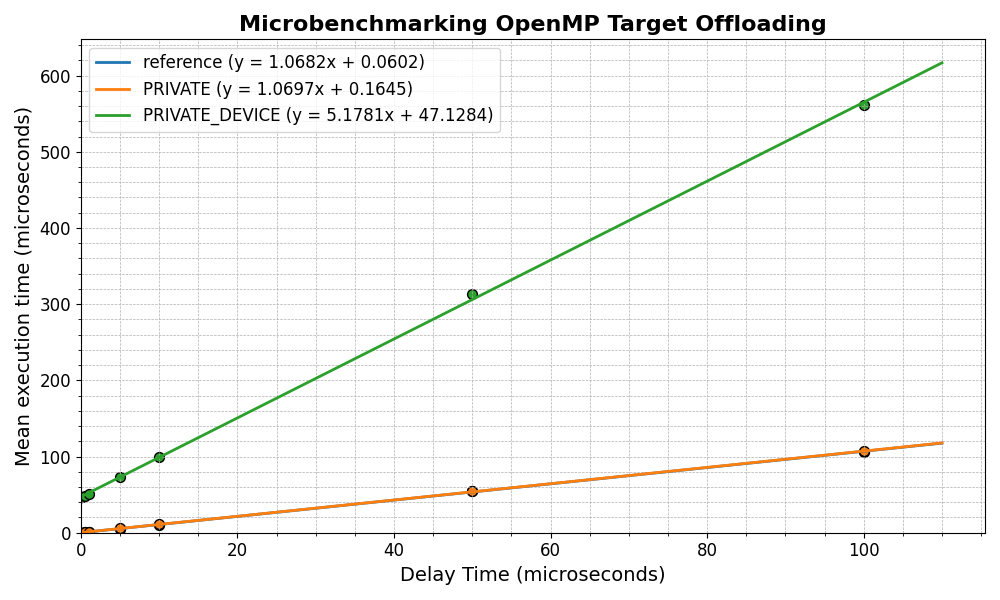 Microbenchmarking OpenMP Target Offloading
reference (y = 1.0682x + 0.0602)
PRIVATE (y = 1.0697x + 0.1645)
PRIVATE_DEVICE (y = 5.1781x + 47.1284)
Mean execution time (microseconds)
600
500
400
300
200
100
0
0 20 40 60 80 100
Delay Time (microseconds)